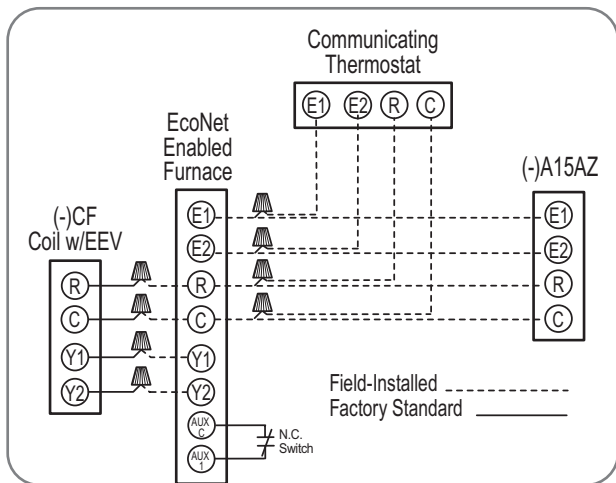 Communicating
Thermostat
E1 E2 R C
EcoNet
Enabled
Furnace
E1
E2
R
C
Y1
Y2
AUX
C
AUX
1
N.C.
Switch
(-)CF
Coil w/EEV
R
C
Y1
Y2
(-)A15AZ
E1
E2
R
C
Field-Installed
Factory Standard